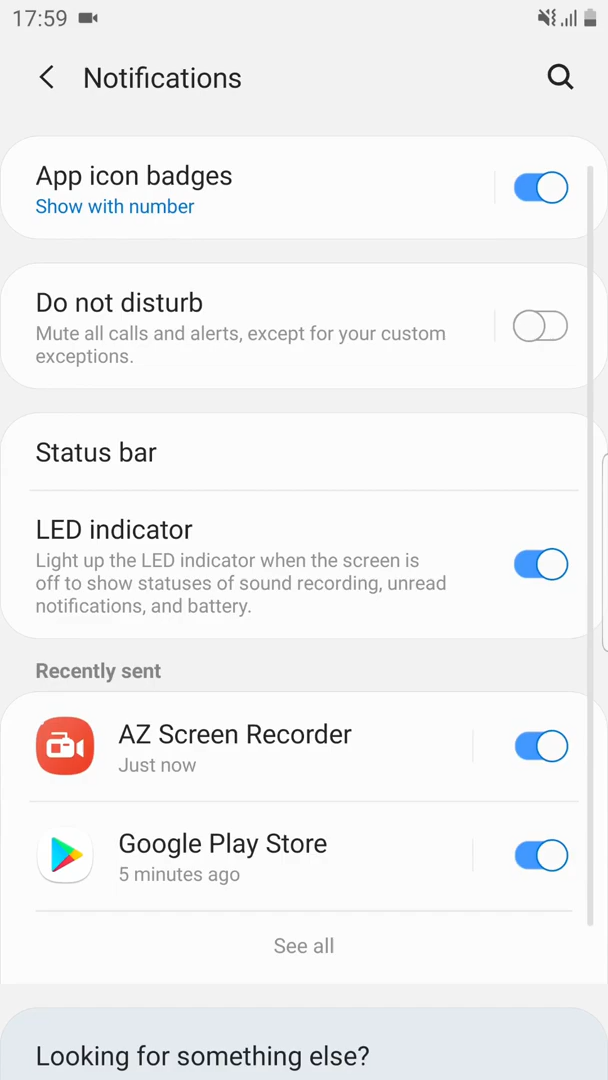 17:59
Notifications
App icon badges
Show with number
Do not disturb
Mute all calls and alerts, except for your custom
exceptions.
Status bar
LED indicator
Light up the LED indicator when the screen is
off to show statuses of sound recording, unread
notifications, and battery.
Recently sent
AZ Screen Recorder
Just now
Google Play Store
5 minutes ago
See all
Looking for something else?